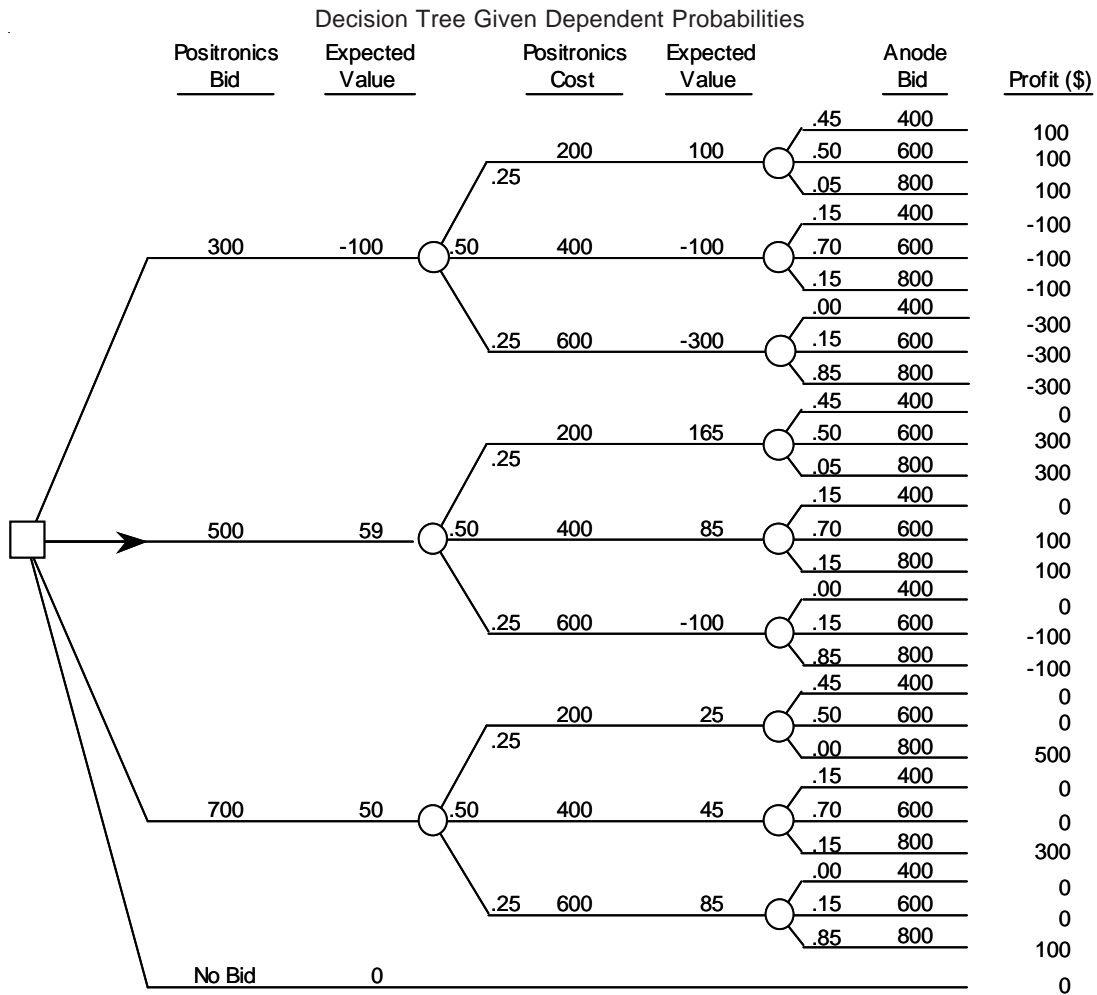 Decision Tree Given Dependent Probabilities
Positronics Bid Expected Value Positronics Cost Expected Value Anode Bid Profit ($)
.45 400 100
.25 200 100 .50 600 100
.05 800 100
.15 400 -100
300 -100 .50 400 -100 .70 600 -100
.15 800 -100
.00 400 -300
.25 600 -300 .15 600 -300
.85 800 -300
.45 400 0
.25 200 165 .50 600 300
.05 800 300
.15 400 0
500 59 .50 400 85 .70 600 100
.15 800 100
.00 400 0
.25 600 -100 .15 600 -100
.85 800 -100
.45 400 0
.25 200 25 .50 600 0
.00 800 500
.15 400 0
700 50 .50 400 45 .70 600 0
.15 800 300
.00 400 0
.25 600 85 .15 600 0
.85 800 100
No Bid 0 0